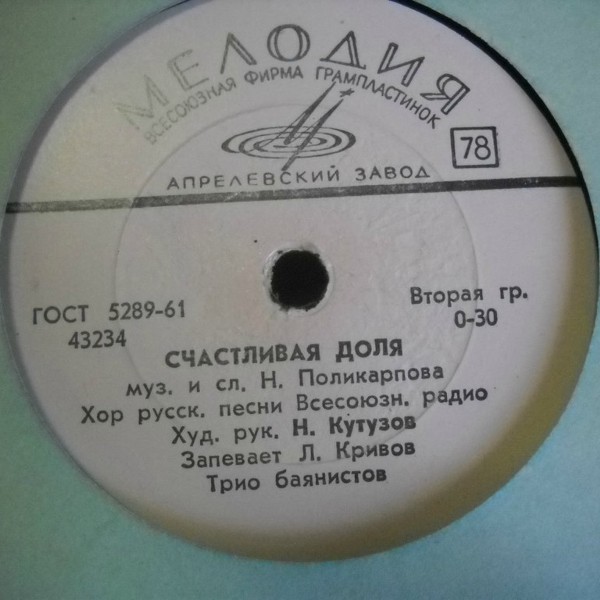 МЕЛОДИЯ
ВСЕСОЮЗНАЯ ФИРМА ГРАМПЛАСТИНОК
78
АПРЕЛЕВСКИЙ ЗАВОД
ГОСТ 5289-61
43234
Вторая гр.
0-30
СЧАСТЛИВАЯ ДОЛЯ
муз. и сл. Н. Поликарпова
Хор русск. песни Всесоюзн. радио
Худ. рук. Н. Кутузов
Запевает Л. Кривов
Трио баянистов